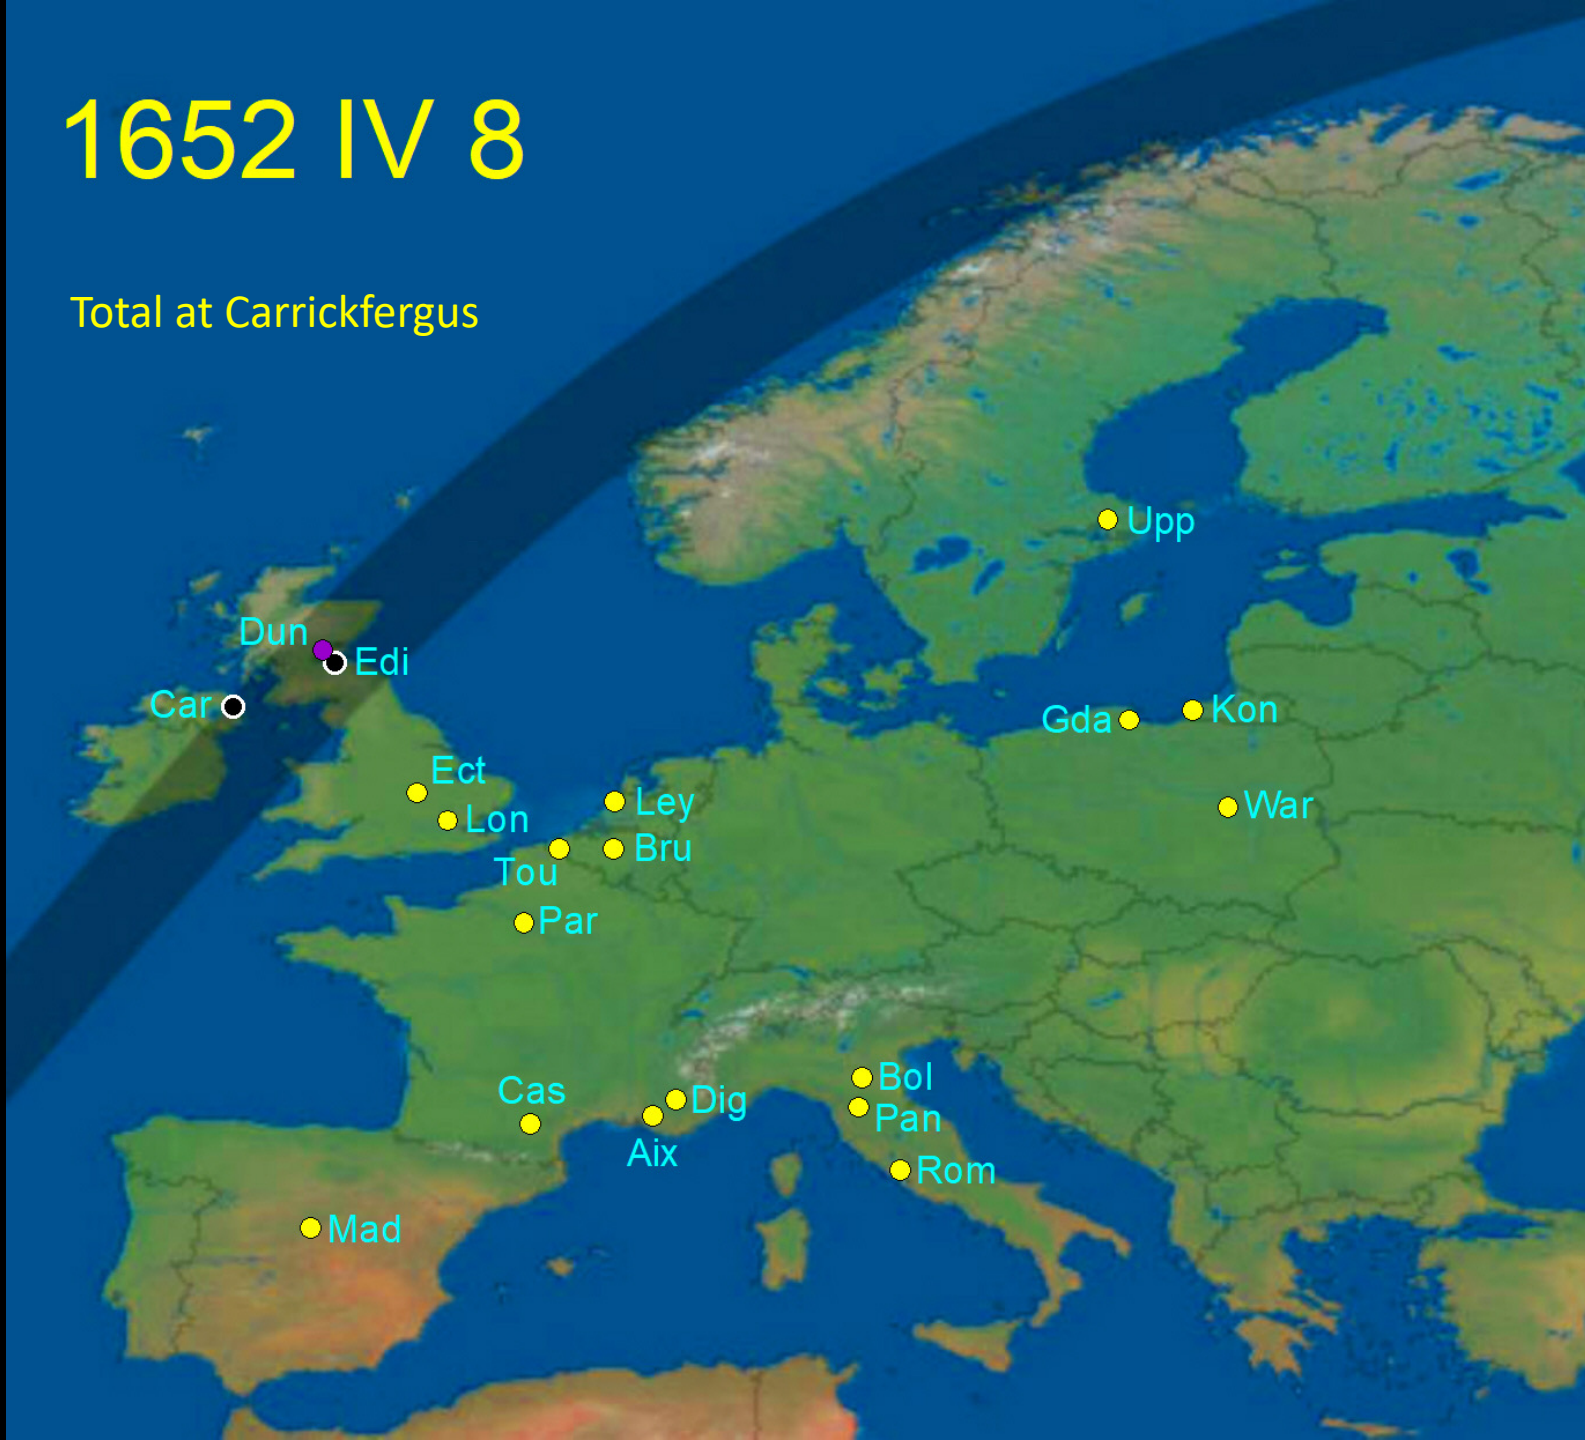 1652 IV 8
Total at Carrickfergus
Upp
Dun
Edi
Car
Gda
Kon
Ect
Ley
War
Lon
Bru
Tou
Par
Bol
Cas
Dig
Pan
Aix
Rom
Mad